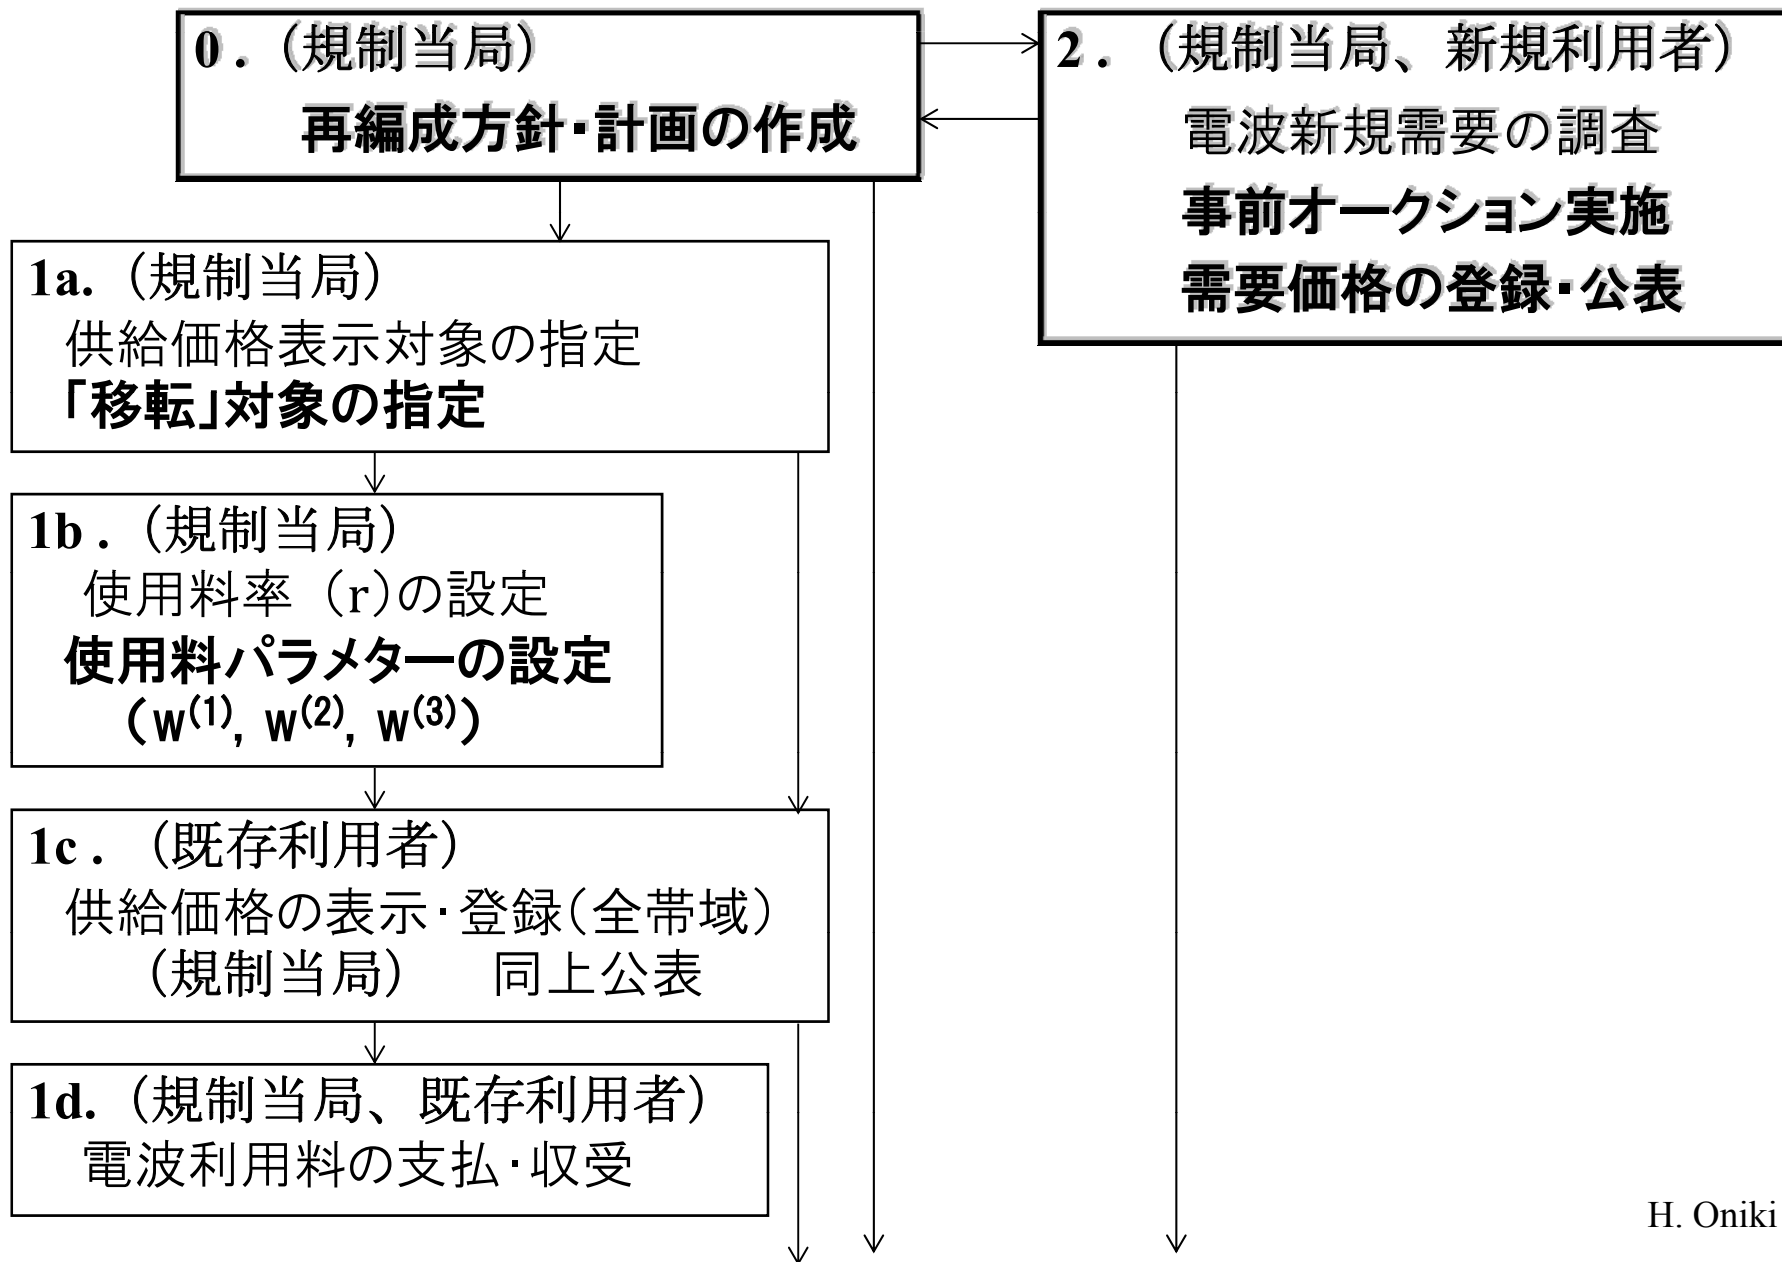 0．（規制当局）
再編成方針・計画の作成
2．（規制当局、新規利用者）
電波新規需要の調査
事前オークション実施
需要価格の登録・公表
1a.（規制当局）
供給価格表示対象の指定
「移転」対象の指定
1b．（規制当局）
使用料率（r）の設定
使用料パラメターの設定
（w⁽¹⁾, w⁽²⁾, w⁽³⁾）
1c．（既存利用者）
供給価格の表示・登録（全帯域）
（規制当局）　同上公表
1d.（規制当局、既存利用者）
電波利用料の支払・収受
H. Oniki